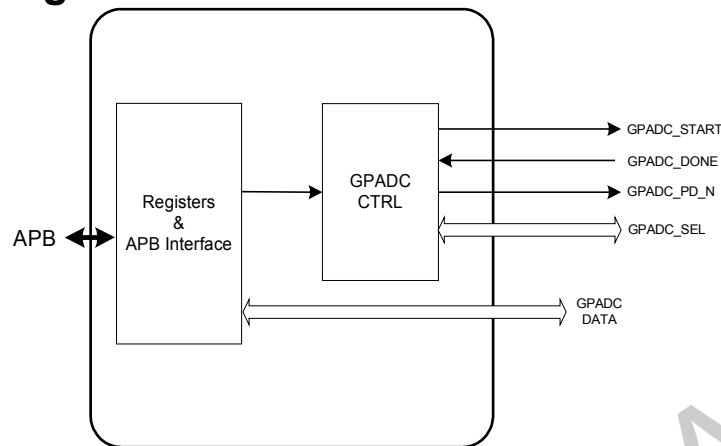 APB
Registers
&
APB Interface
GPADC
CTRL
GPADC_START
GPADC_DONE
GPADC_PD_N
GPADC_SEL
GPADC
DATA